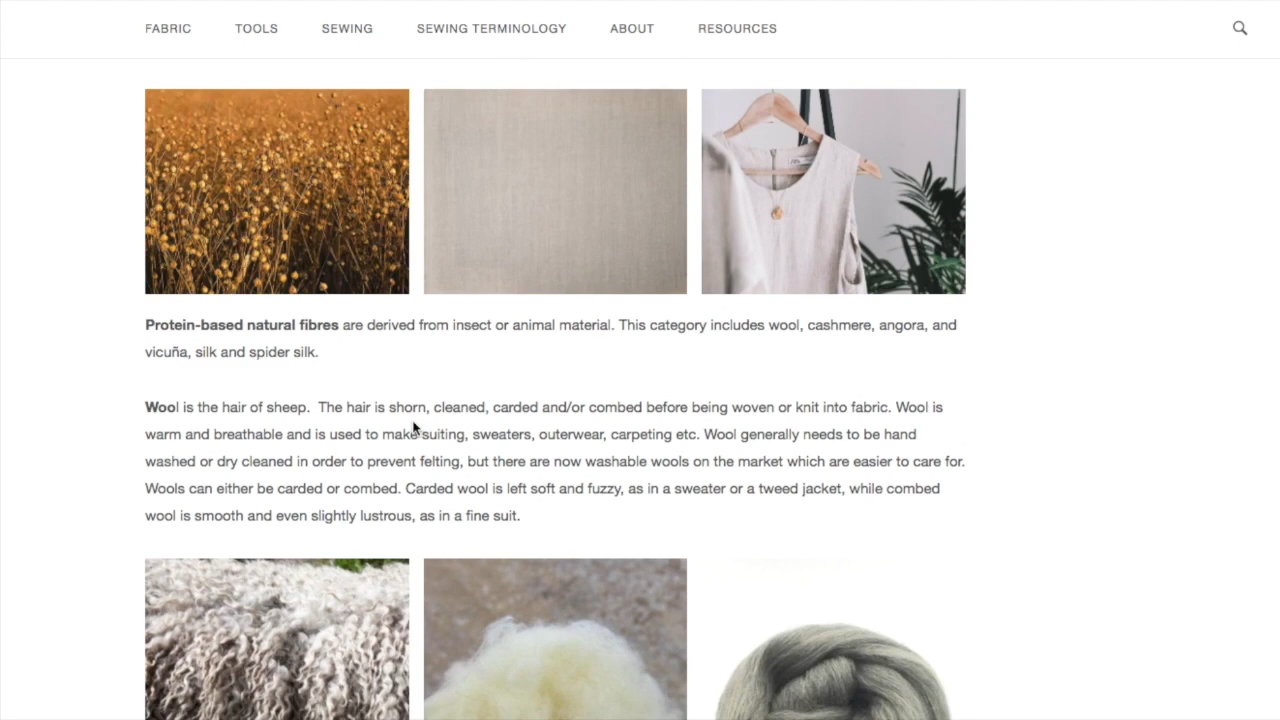 FABRIC TOOLS SEWING SEWING TERMINOLOGY ABOUT RESOURCES
Protein-based natural fibres are derived from insect or animal material. This category includes wool, cashmere, angora, and
vicuña, silk and spider silk.
Wool is the hair of sheep.  The hair is shorn, cleaned, carded and/or combed before being woven or knit into fabric. Wool is
warm and breathable and is used to make suiting, sweaters, outerwear, carpeting etc. Wool generally needs to be hand
washed or dry cleaned in order to prevent felting, but there are now washable wools on the market which are easier to care for.
Wools can either be carded or combed. Carded wool is left soft and fuzzy, as in a sweater or a tweed jacket, while combed
wool is smooth and even slightly lustrous, as in a fine suit.